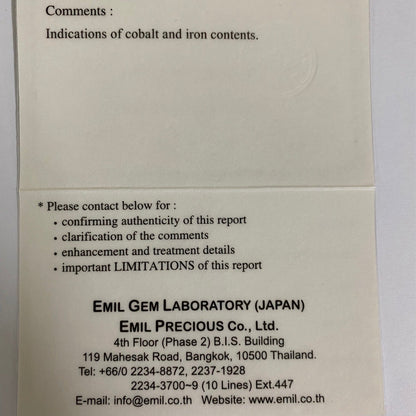 Comments :
Indications of cobalt and iron contents.
* Please contact below for :
• confirming authenticity of this report
• clarification of the comments
• enhancement and treatment details
• important LIMITATIONS of this report
EMIL GEM LABORATORY (JAPAN)
EMIL PRECIOUS Co., Ltd.
4th Floor (Phase 2) B.I.S. Building
119 Mahesak Road, Bangkok, 10500 Thailand.
Tel: +66/0 2234-8872, 2237-1928
2234-3700~9 (10 Lines) Ext.447
E-mail: info@emil.co.th Website: www.emil.co.th